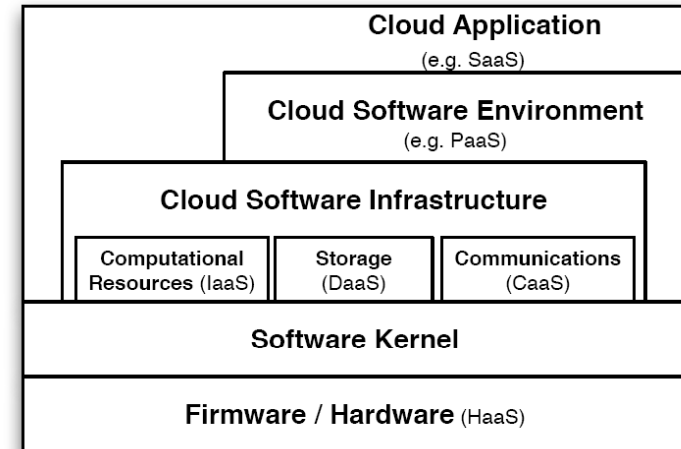 Cloud Application
(e.g. SaaS)
Cloud Software Environment
(e.g. PaaS)
Cloud Software Infrastructure
Computational
Resources (IaaS)
Storage
(DaaS)
Communications
(CaaS)
Software Kernel
Firmware / Hardware (HaaS)